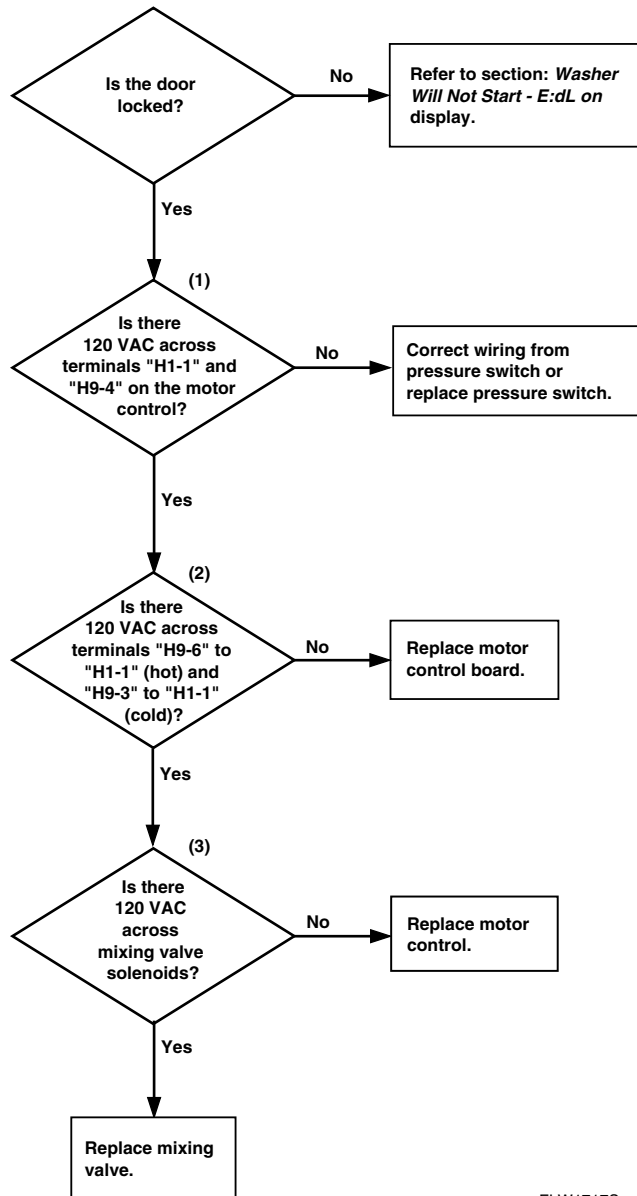 Is the door
locked?
No
Refer to section: Washer
Will Not Start - E:dL on
display.
Yes
(1)
Is there
120 VAC across
terminals "H1-1" and
"H9-4" on the motor
control?
No
Correct wiring from
pressure switch or
replace pressure switch.
Yes
(2)
Is there
120 VAC across
terminals "H9-6" to
"H1-1" (hot) and
"H9-3" to "H1-1"
(cold)?
No
Replace motor
control board.
Yes
(3)
Is there
120 VAC
across
mixing valve
solenoids?
No
Replace motor
control.
Yes
Replace mixing
valve.